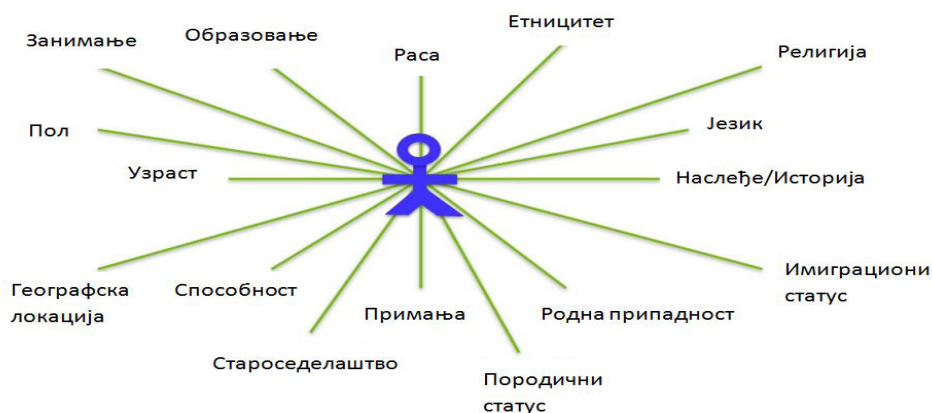 Етницитет
Образовање
Занимање
Раса
Религија
Пол
Језик
Узраст
Наслеђе/Историја
Географска
локација
Способност
Примања
Родна припадност
Имиграциони
статус
Староседелаштво
Породични
статус